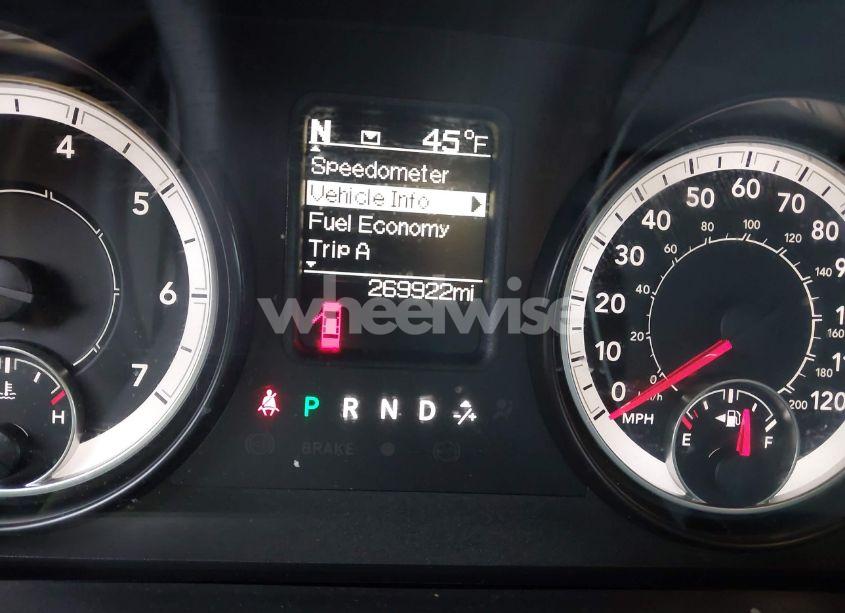 N 45°F
Speedometer
Vehicle Info
Fuel Economy
Trip A
269922mi
wheelwise
4
5
6
7
H
P R N D -/+
BRAKE
0
10
20
30
40
50
60
70
80
120
MPH
0
20
40
60
80
100
120
140
160
180
200
km/h
E F